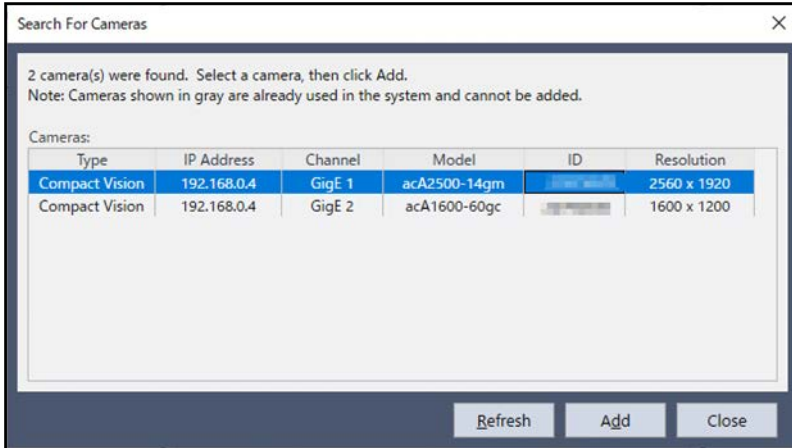 Search For Cameras
2 camera(s) were found. Select a camera, then click Add.
Note: Cameras shown in gray are already used in the system and cannot be added.
Cameras:
Type IP Address Channel Model ID Resolution
Compact Vision 192.168.0.4 GigE 1 acA2500-14gm 2560 x 1920
Compact Vision 192.168.0.4 GigE 2 acA1600-60gc 1600 x 1200
Refresh Add Close